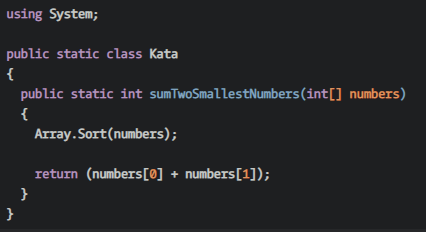 using System;
public static class Kata
{
public static int sumTwoSmallestNumbers(int[] numbers)
{
Array.Sort(numbers);
return (numbers[0] + numbers[1]);
}
}